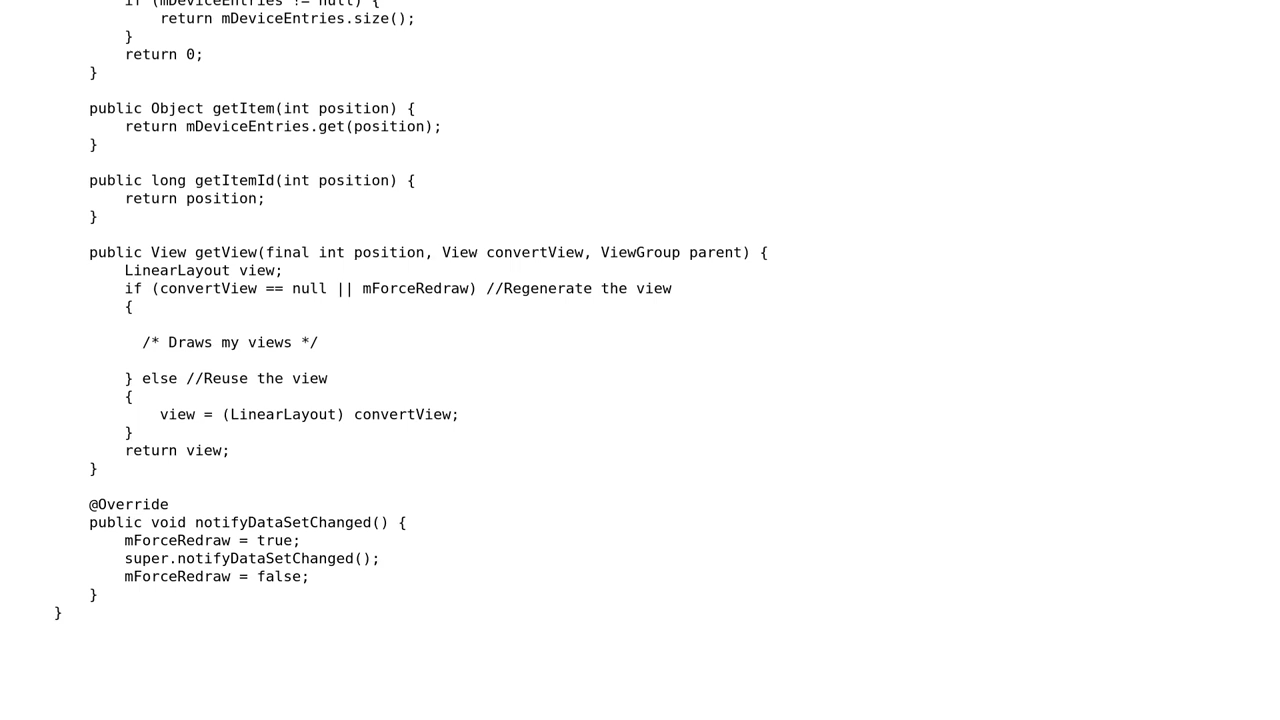 if (mDeviceEntries != null) {
return mDeviceEntries.size();
}
return 0;
}
public Object getItem(int position) {
return mDeviceEntries.get(position);
}
public long getItemId(int position) {
return position;
}
public View getView(final int position, View convertView, ViewGroup parent) {
LinearLayout view;
if (convertView == null || mForceRedraw) //Regenerate the view
{
/* Draws my views */
} else //Reuse the view
{
view = (LinearLayout) convertView;
}
return view;
}
@Override
public void notifyDataSetChanged() {
mForceRedraw = true;
super.notifyDataSetChanged();
mForceRedraw = false;
}
}